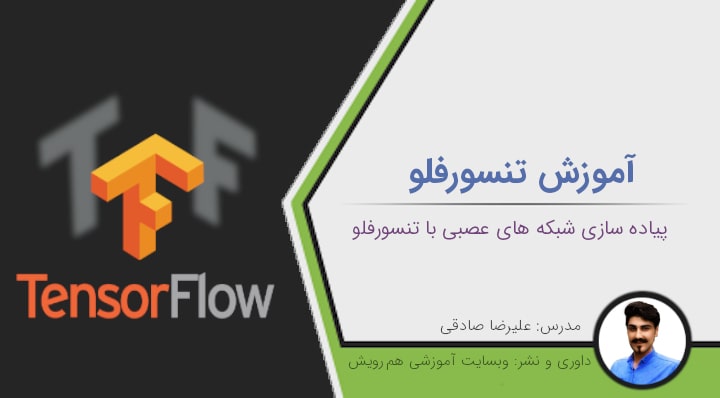 آموزش تنسورفلو
پیاده سازی شبکه های عصبی با تنسورفلو
TensorFlow
مدرس: علیرضا صادقی
داوری و نشر: وبسایت آموزشی هم رویش